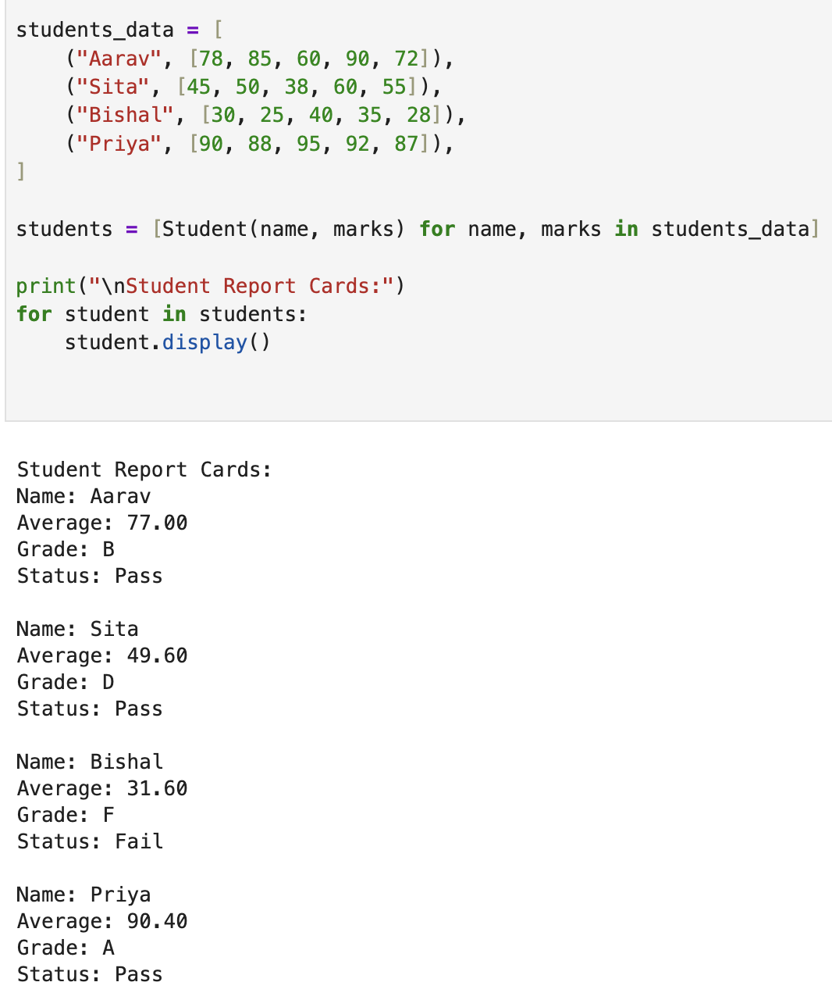 students_data = [
    ("Aarav", [78, 85, 60, 90, 72]),
    ("Sita", [45, 50, 38, 60, 55]),
    ("Bishal", [30, 25, 40, 35, 28]),
    ("Priya", [90, 88, 95, 92, 87]),
]

students = [Student(name, marks) for name, marks in students_data]

print("\nStudent Report Cards:")
for student in students:
    student.display()

Student Report Cards:
Name: Aarav
Average: 77.00
Grade: B
Status: Pass

Name: Sita
Average: 49.60
Grade: D
Status: Pass

Name: Bishal
Average: 31.60
Grade: F
Status: Fail

Name: Priya
Average: 90.40
Grade: A
Status: Pass